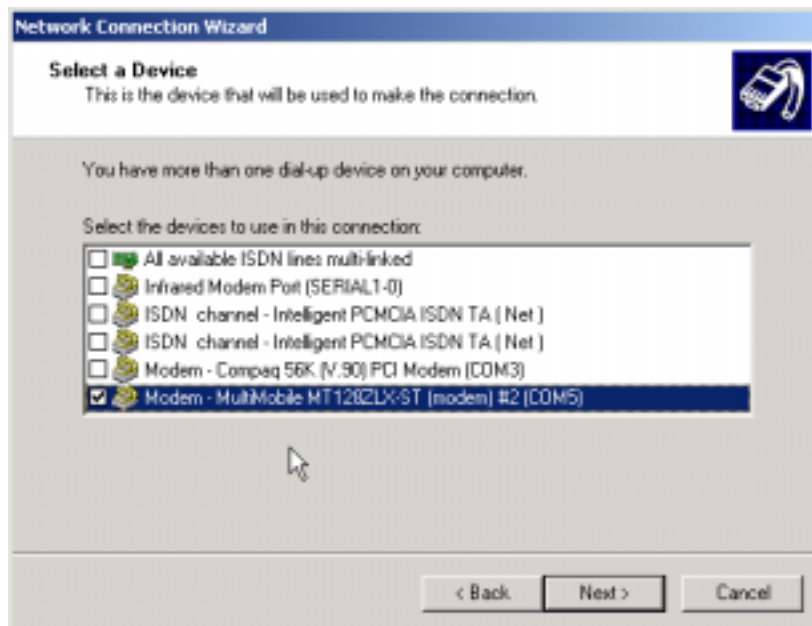 Network Connection Wizard
Select a Device
This is the device that will be used to make the connection.
You have more than one dial-up device on your computer.
Select the devices to use in this connection:
All available ISDN lines multi-linked
Infrared Modem Port (SERIAL1-0)
ISDN channel - Intelligent PCMCIA ISDN TA ( Net )
ISDN channel - Intelligent PCMCIA ISDN TA ( Net )
Modem - Compaq 56K (V.90) PCI Modem (COM3)
Modem - MultiMobile MT128ZLX-ST (modem) #2 (COM5)
< Back Next > Cancel